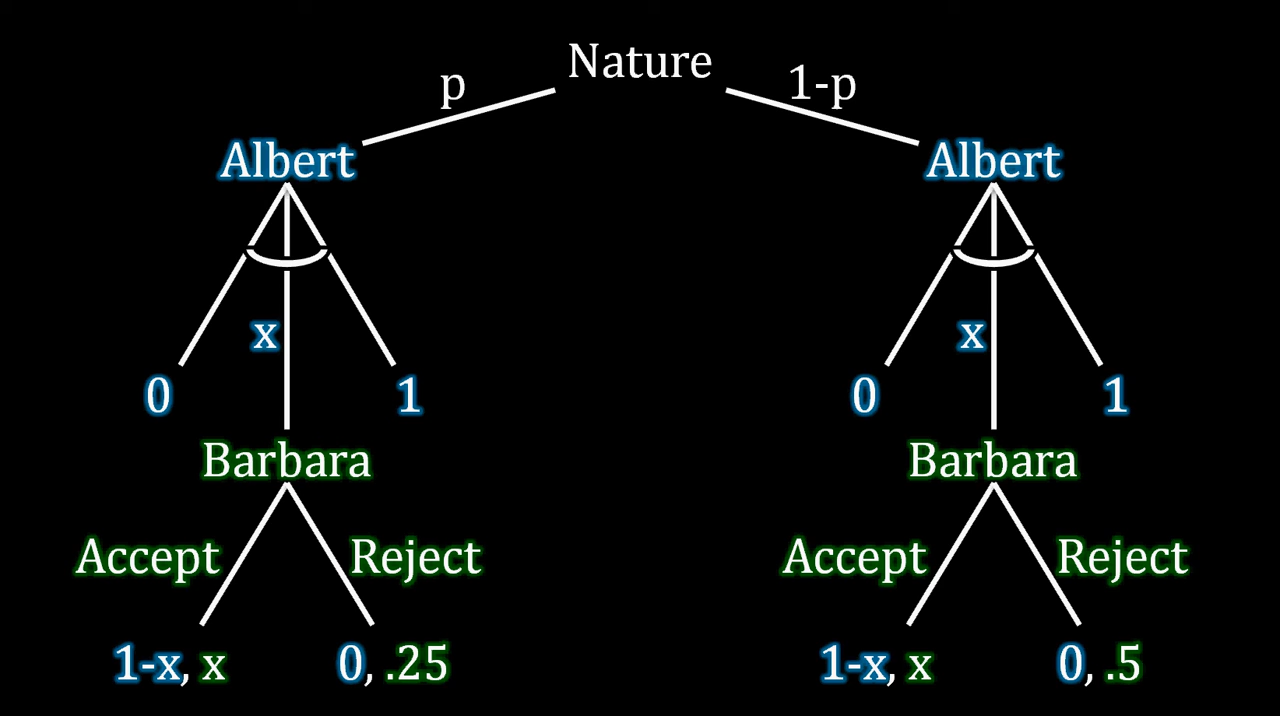 Nature
p 1-p
Albert Albert
x x
0 1 0 1
Barbara Barbara
Accept Reject Accept Reject
1-x, x 0, .25 1-x, x 0, .5